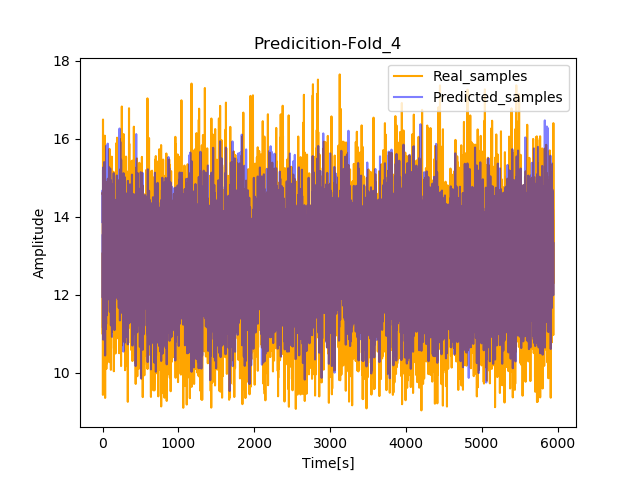 Predicition-Fold_4
Real_samples
Predicted_samples
Amplitude
18
16
14
12
10
0 1000 2000 3000 4000 5000 6000
Time[s]